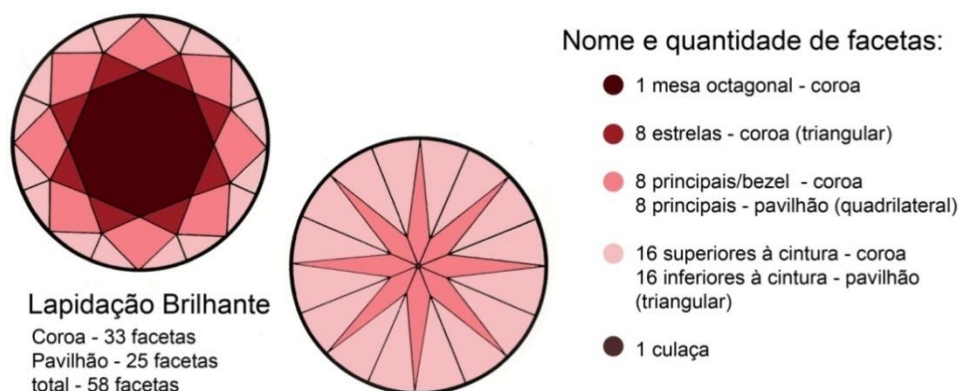 Nome e quantidade de facetas:
1 mesa octagonal - coroa
8 estrelas - coroa (triangular)
8 principais/bezel - coroa
8 principais - pavilhão (quadrilateral)
16 superiores à cintura - coroa
16 inferiores à cintura - pavilhão
(triangular)
1 culaça
Lapidação Brilhante
Coroa - 33 facetas
Pavilhão - 25 facetas
total - 58 facetas